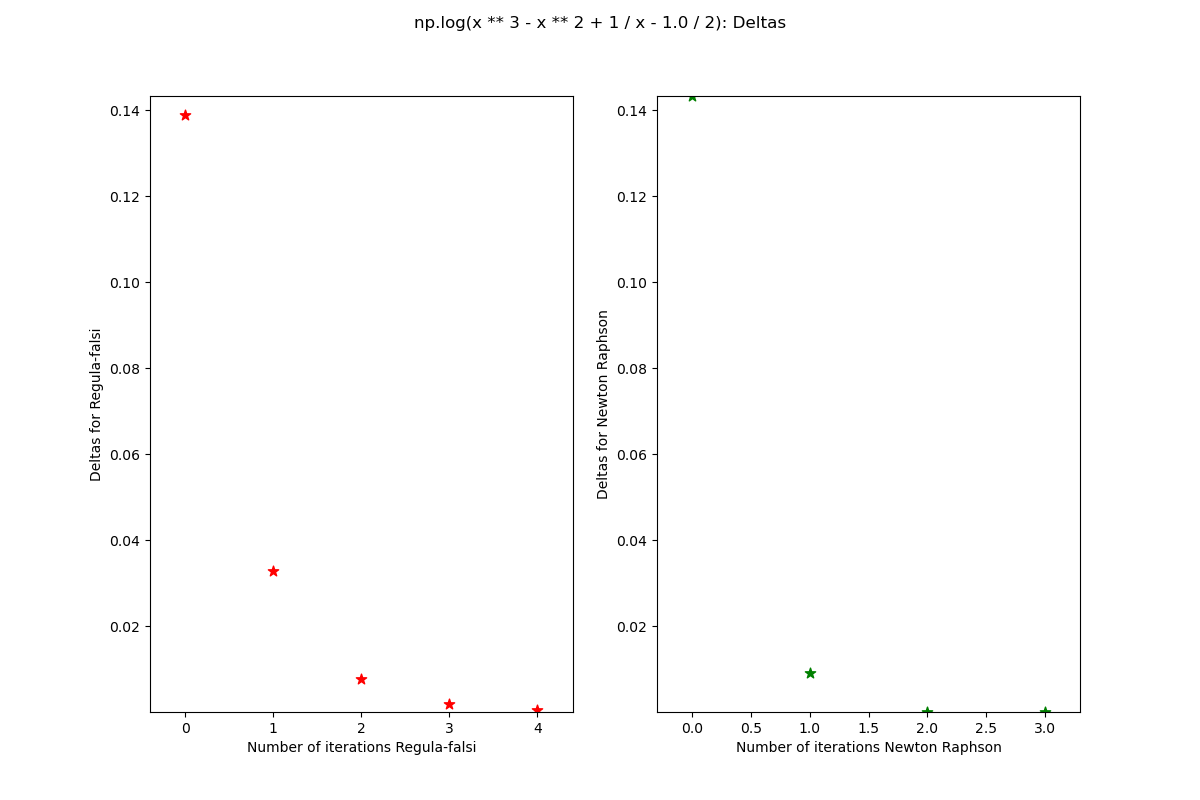 np.log(x ** 3 - x ** 2 + 1 / x - 1.0 / 2): Deltas
0.14
0.12
0.10
0.08
0.06
0.04
0.02
Deltas for Regula-falsi
0 1 2 3 4
Number of iterations Regula-falsi
0.14
0.12
0.10
0.08
0.06
0.04
0.02
Deltas for Newton Raphson
0.0 0.5 1.0 1.5 2.0 2.5 3.0
Number of iterations Newton Raphson